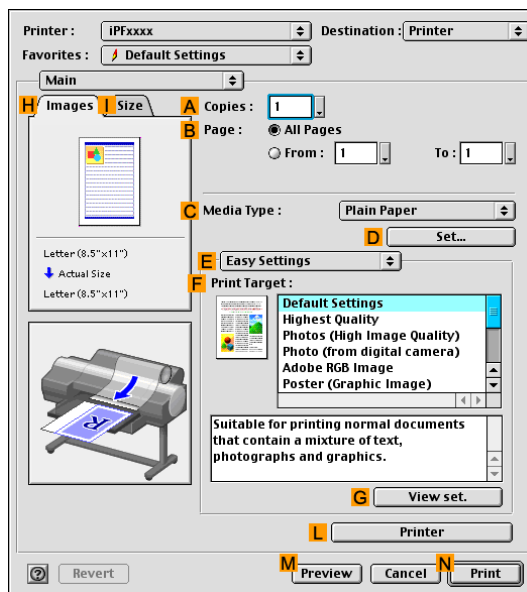 Printer : iPFxxxx Destination : Printer
Favorites : Default Settings
Main
H Images I Size
A Copies : 1
B Page : All Pages
From : 1 To : 1
C Media Type : Plain Paper
D Set...
Letter (8.5"x11")
Actual Size
Letter (8.5"x11")
E Easy Settings
F Print Target :
Default Settings
Highest Quality
Photos (High Image Quality)
Photo (from digital camera)
Adobe RGB Image
Poster (Graphic Image)
R
Suitable for printing normal documents
that contain a mixture of text,
photographs and graphics.
G View set.
L Printer
? Revert M Preview Cancel N Print